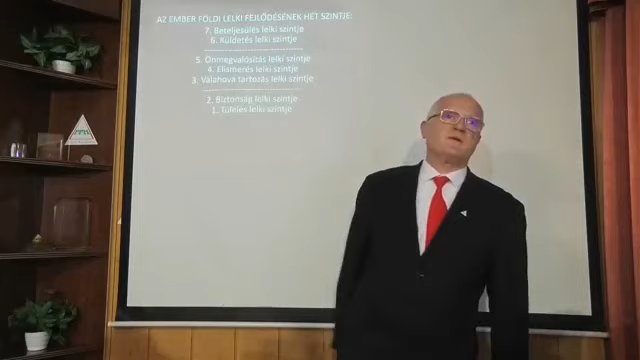 AZ EMBER FÖLDI LELKI FEJLŐDÉSÉNEK HÉT SZINTJE:
7. Beteljesülés lelki szintje
6. Küldetés lelki szintje
5. Önmegvalósítás lelki szintje
4. Elismerés lelki szintje
3. Valahova tartozás lelki szintje
2. Biztonság lelki szintje
1. Túlélés lelki szintje